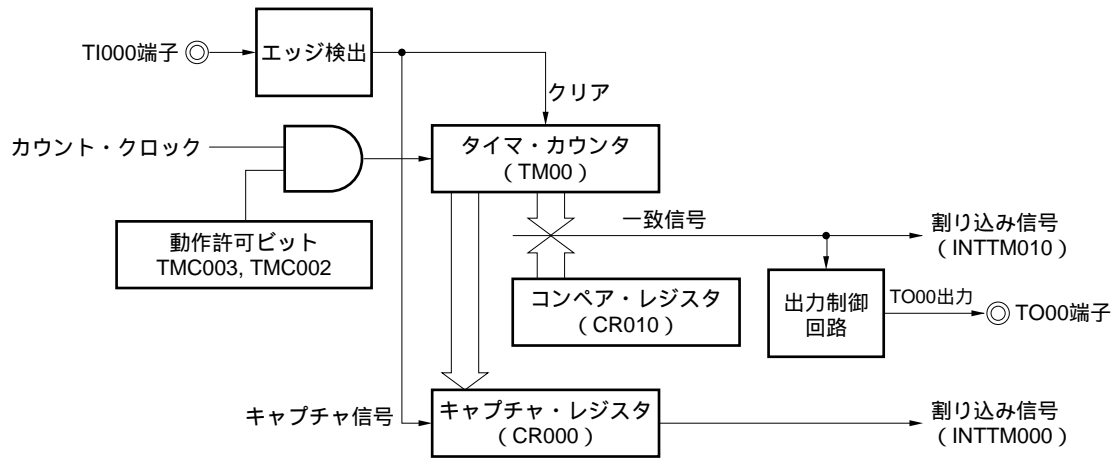 TI000端子
エッジ検出
クリア
カウント・クロック
タイマ・カウンタ
（TM00）
動作許可ビット
TMC003, TMC002
一致信号
割り込み信号
（INTTM010）
コンペア・レジスタ
（CR010）
出力制御
回路
TO00出力
TO00端子
キャプチャ信号
キャプチャ・レジスタ
（CR000）
割り込み信号
（INTTM000）